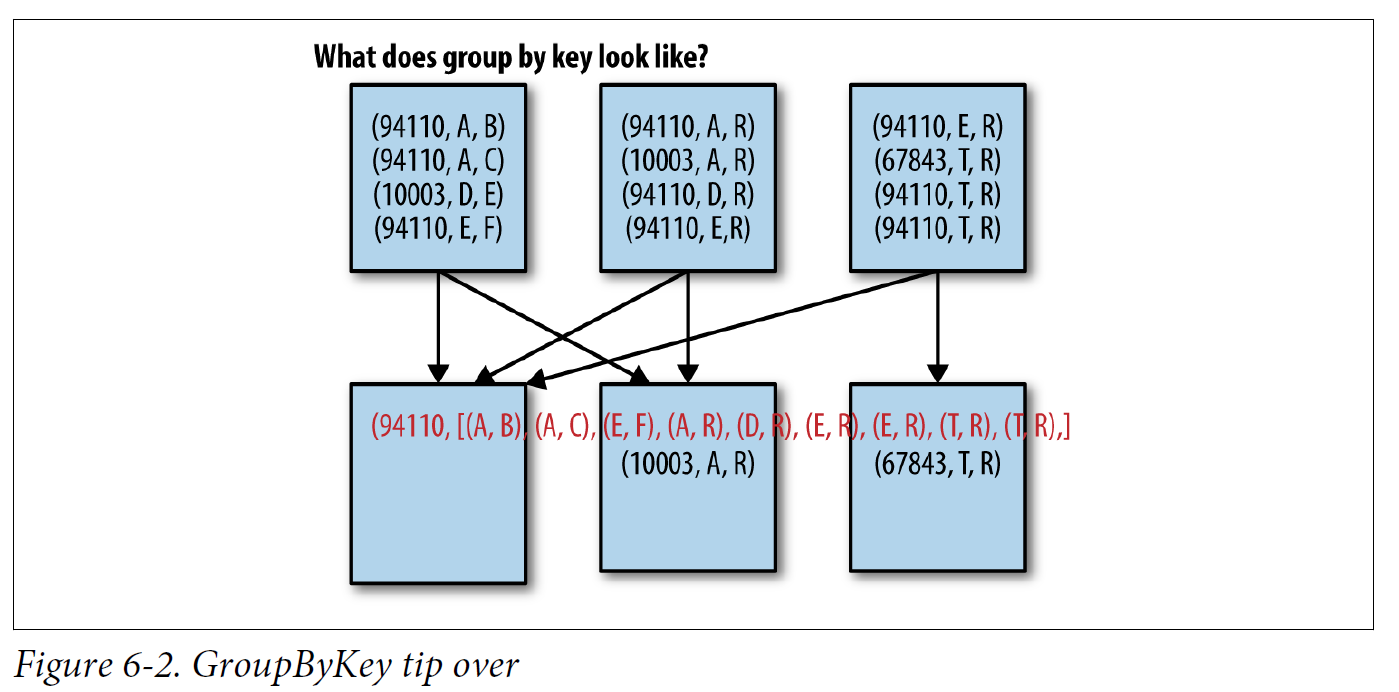 What does group by key look like?
(94110, A, B)
(94110, A, C)
(10003, D, E)
(94110, E, F)
(94110, A, R)
(10003, A, R)
(94110, D, R)
(94110, E,R)
(94110, E, R)
(67843, T, R)
(94110, T, R)
(94110, T, R)
(94110, [(A, B), (A, C), (E, F), (A, R), (D, R), (E, R), (E, R), (T, R), (T, R),]
(10003, A, R)
(67843, T, R)
Figure 6-2. GroupByKey tip over